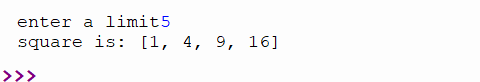 enter a limit5
square is: [1, 4, 9, 16]
>>>